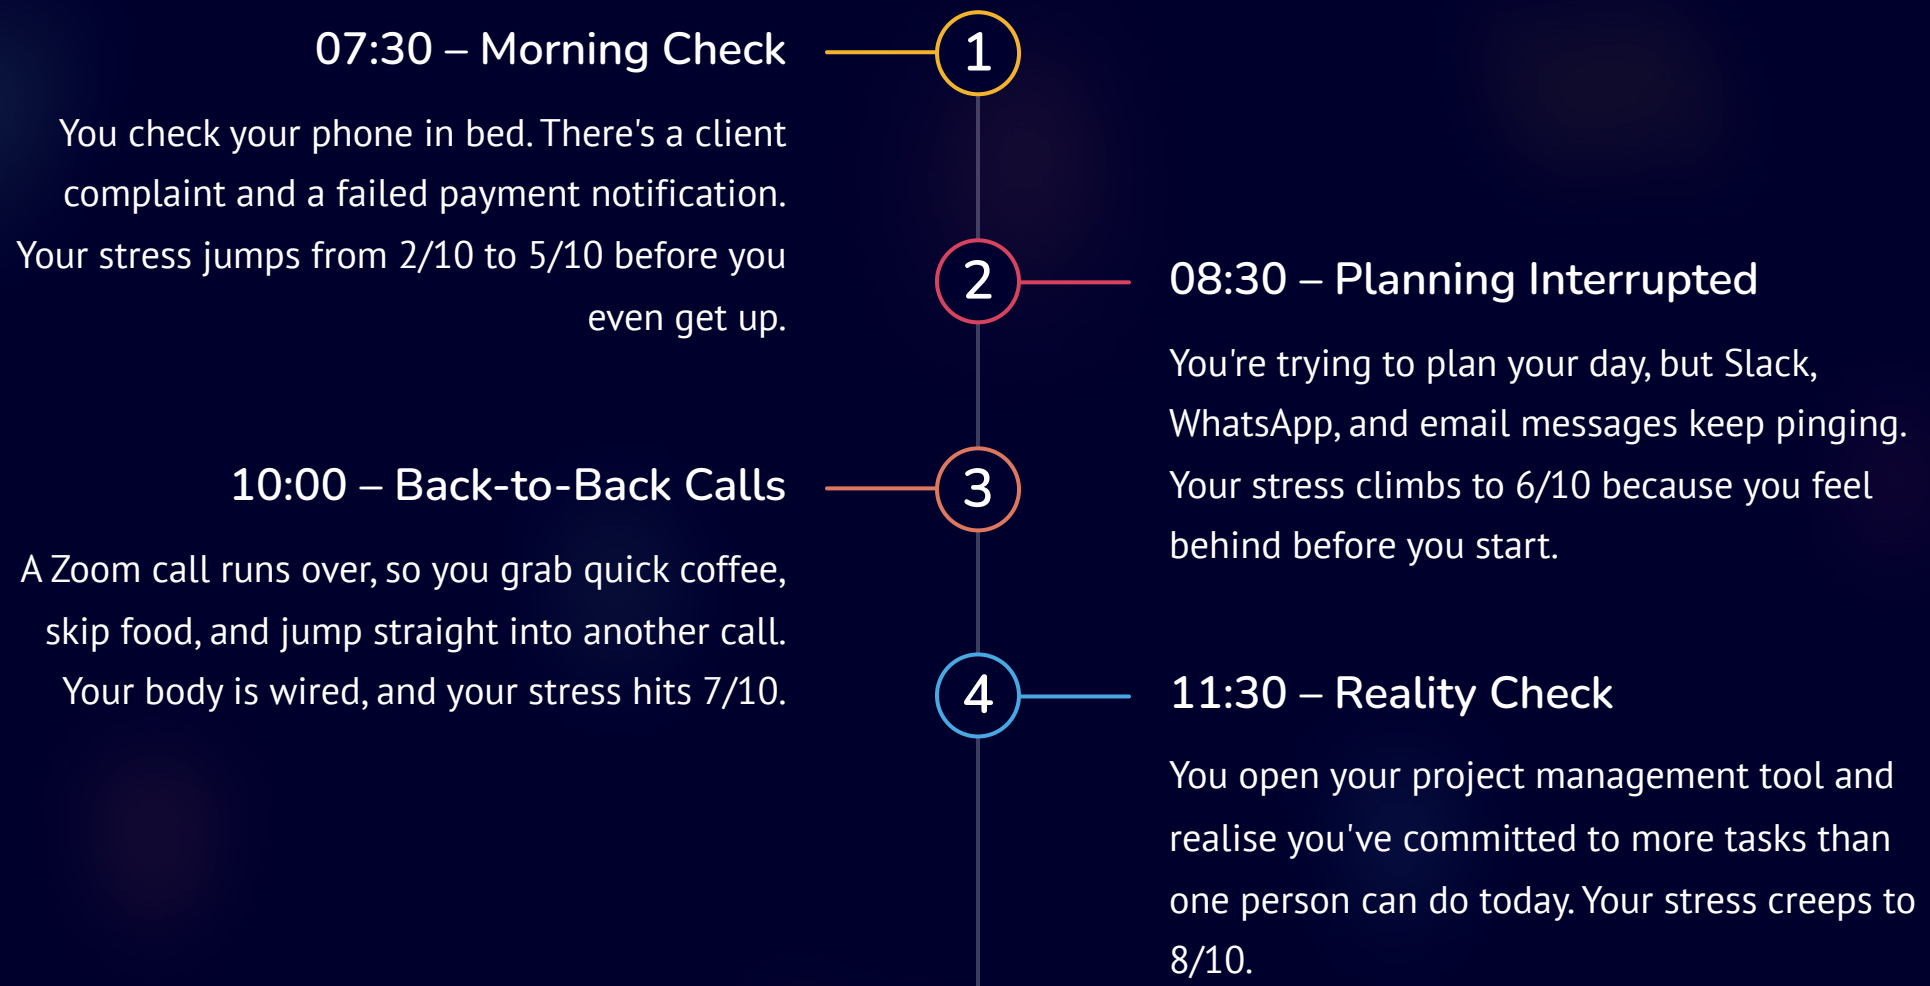 07:30 – Morning Check
1
You check your phone in bed. There's a client
complaint and a failed payment notification.
Your stress jumps from 2/10 to 5/10 before you
even get up.
2
08:30 – Planning Interrupted
You're trying to plan your day, but Slack,
WhatsApp, and email messages keep pinging.
Your stress climbs to 6/10 because you feel
behind before you start.
10:00 – Back-to-Back Calls
3
A Zoom call runs over, so you grab quick coffee,
skip food, and jump straight into another call.
Your body is wired, and your stress hits 7/10.
4
11:30 – Reality Check
You open your project management tool and
realise you've committed to more tasks than
one person can do today. Your stress creeps to
8/10.